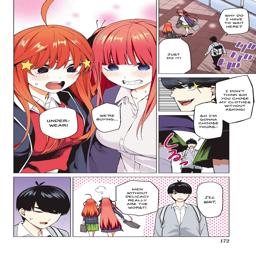 WHY DO I
HAVE TO
WAIT HERE?
JUST
DO IT!
I DON'T
THINK GUY
YOU CHOSE
MY CLOTHES
WITHOUT
ASKING!
SO I'M
GONNA
CHOOSE
YOURS.
WE'RE
BUYING...
UNDER-
WEAR!
MEN
WITHOUT
DELICACY
REALLY
ARE THE
WORST!
I'LL
WAIT.
172